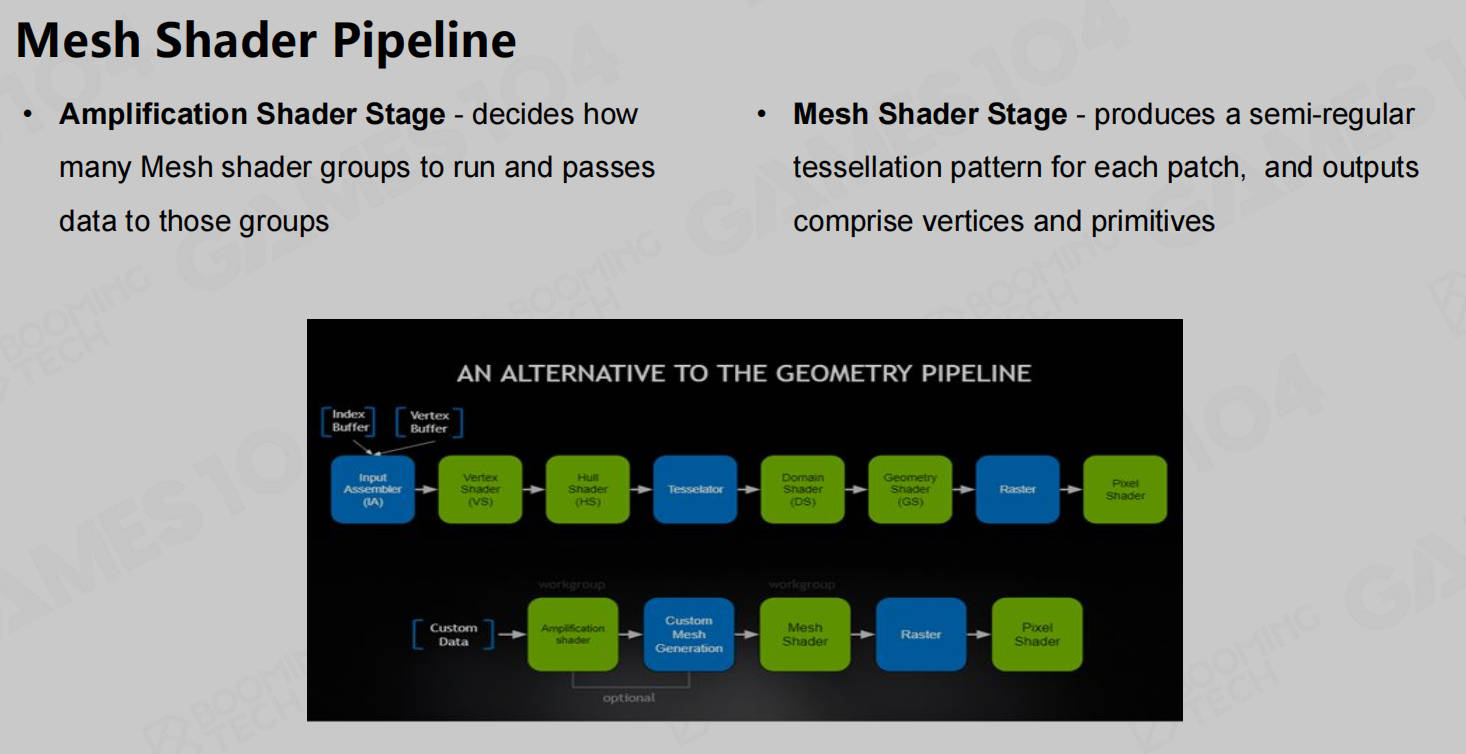 Mesh Shader Pipeline
• Amplification Shader Stage - decides how
many Mesh shader groups to run and passes
data to those groups
• Mesh Shader Stage - produces a semi-regular
tessellation pattern for each patch, and outputs
comprise vertices and primitives
AN ALTERNATIVE TO THE GEOMETRY PIPELINE
Index
Buffer
Vertex
Buffer
Input
Assembler
(IA)
Vertex
Shader
(VS)
Hull
Shader
(HS)
Tesselator
Domain
Shader
(DS)
Geometry
Shader
(GS)
Raster
Pixel
Shader
workgroup
workgroup
Custom
Data
Amplification
shader
Custom
Mesh
Generation
Mesh
Shader
Raster
Pixel
Shader
optional
GAMES104
BOOMING
TECH